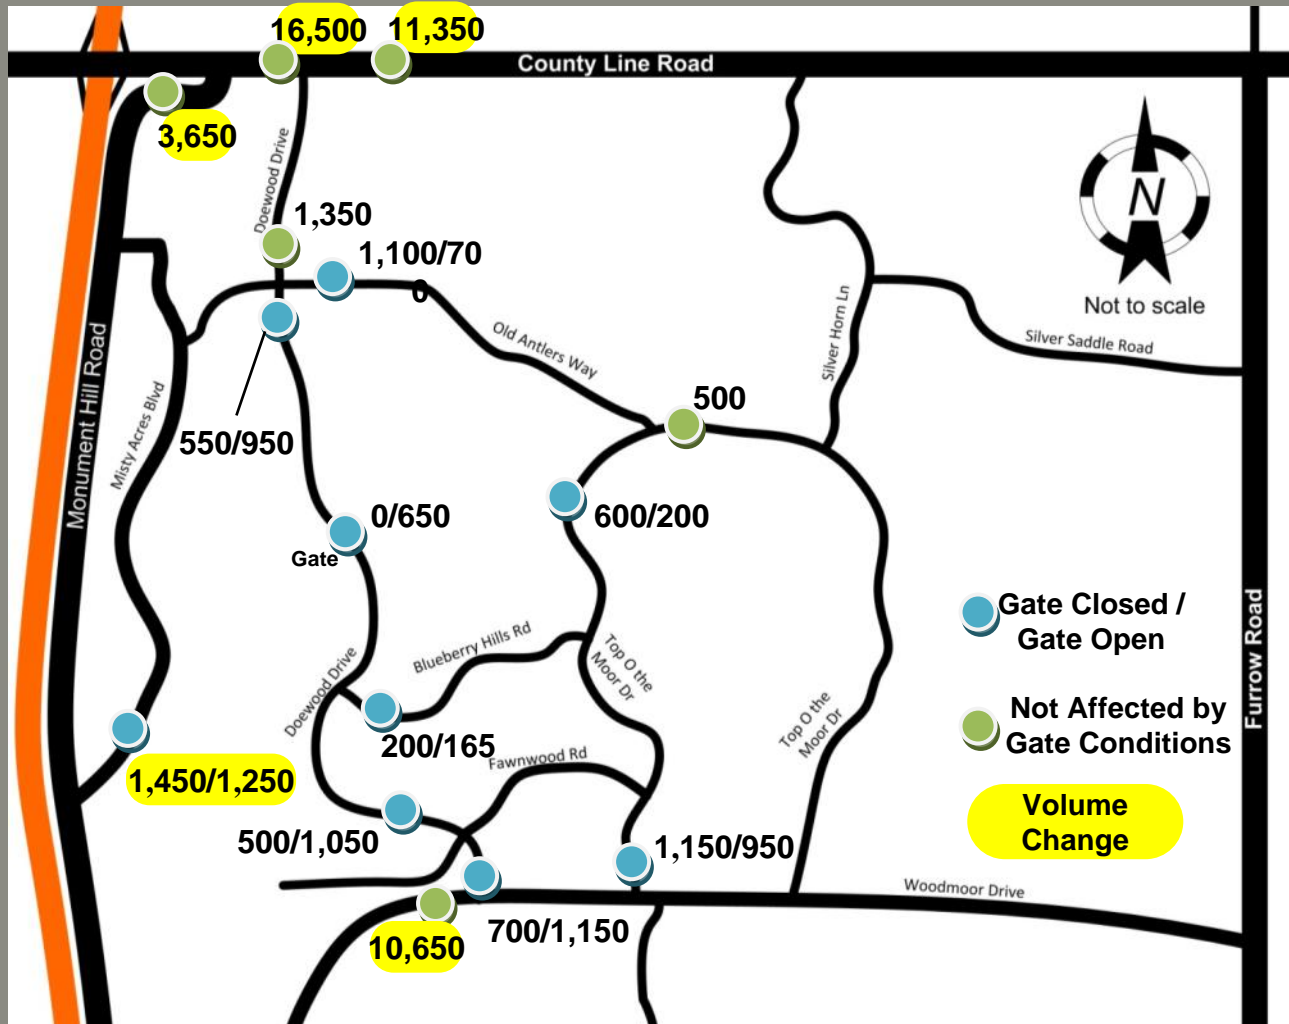 16,500
11,350
County Line Road
3,650
Doewood Drive
1,350
1,100/70
0
N
Not to scale
Old Antlers Way
Silver Horn Ln
Silver Saddle Road
Monument Hill Road
Misty Acres Blvd
550/950
500
0/650
Gate
600/200
Gate Closed /
Gate Open
Furrow Road
Blueberry Hills Rd
Top O the
Moor Dr
Doewood Drive
Top O the
Moor Dr
Not Affected by
Gate Conditions
200/165
Fawnwood Rd
1,450/1,250
Volume
Change
500/1,050
1,150/950
Woodmoor Drive
700/1,150
10,650